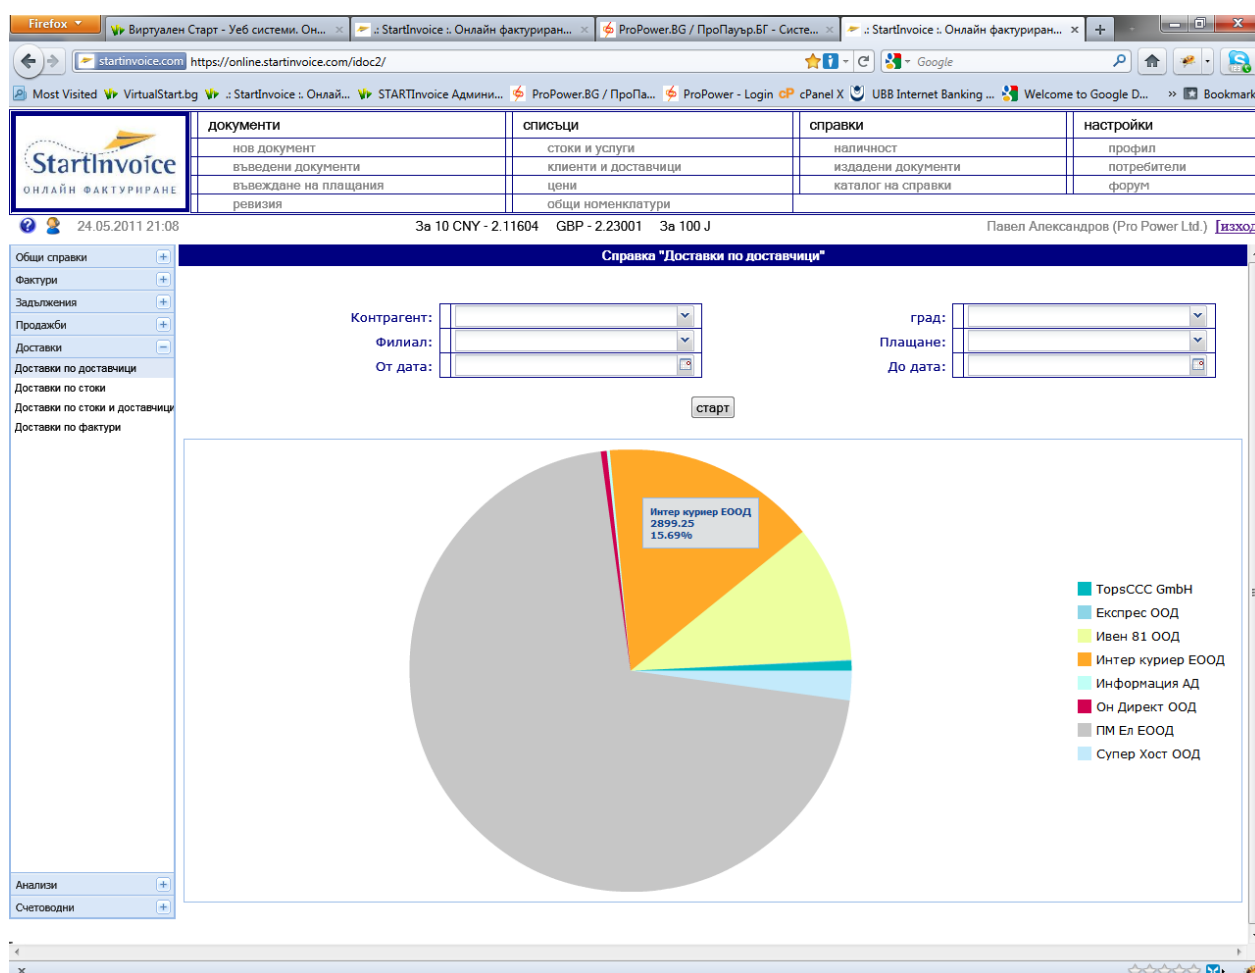 Firefox
Виртуален Старт - Уеб системи. Он...
.: StartInvoice :. Онлайн фактуриран...
ProPower.BG / ПроПауър.БГ - Систе...
.: StartInvoice :. Онлайн фактуриран...
startinvoice.com https://online.startinvoice.com/idoc2/
Google
Most Visited VirtualStart.bg .: StartInvoice :. Онлай... STARTInvoice Админи... ProPower.BG / ПроПа... ProPower - Login cPanel X UBB Internet Banking ... Welcome to Google D... » Bookmark
StartInvoice
ОНЛАЙН ФАКТУРИРАНЕ
документи списъци справки настройки
нов документ стоки и услуги наличност профил
въведени документи клиенти и доставчици издадени документи потребители
въвеждане на плащания цени каталог на справки форум
ревизия общи номенклатури
24.05.2011 21:08 За 10 CNY - 2.11604 GBP - 2.23001 За 100 J Павел Александров (Pro Power Ltd.) [изход
Общи справки
Фактури
Задължения
Продажби
Доставки
Доставки по доставчици
Доставки по стоки
Доставки по стоки и доставчици
Доставки по фактури
Анализи
Счетоводни
Справка "Доставки по доставчици"
Контрагент: град:
Филиал: Плащане:
От дата: До дата:
старт
Интер куриер ЕООД
2899.25
15.69%
TopsCCC GmbH
Експрес ООД
Ивен 81 ООД
Интер куриер ЕООД
Информация АД
Он Директ ООД
ПМ Ел ЕООД
Супер Хост ООД
x